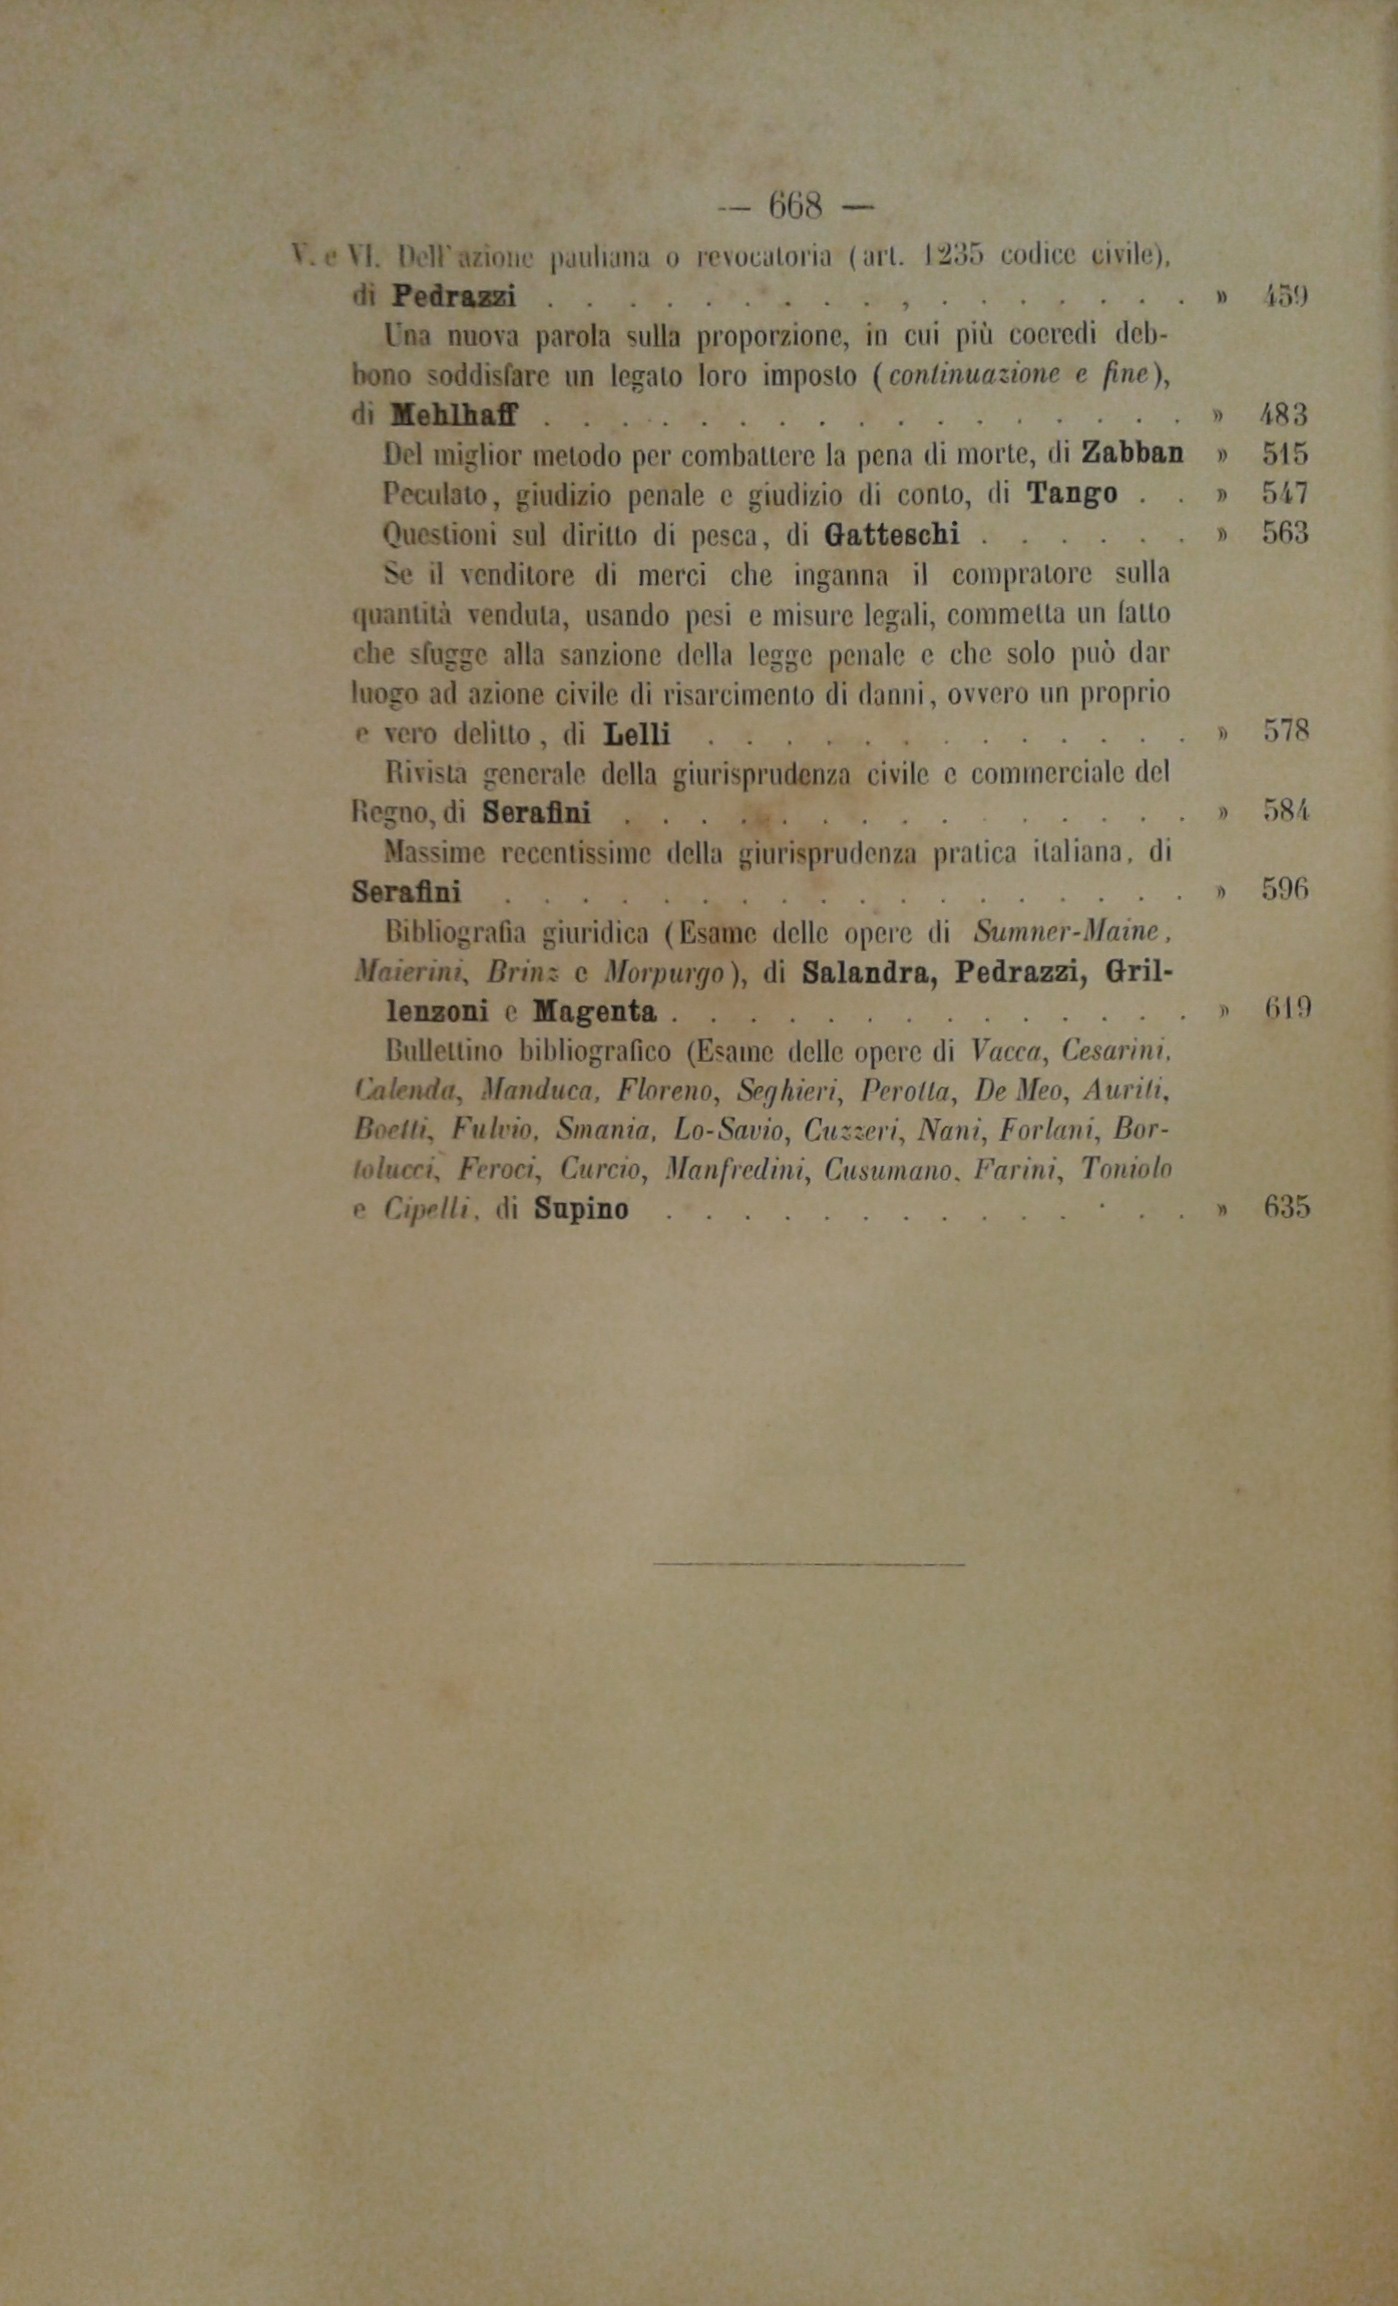 — 668 —
V. e VI. Dell'azione pauliana o revocatoria (art. 1235 codice civile),
di Pedrazzi . . . . . . . . . , . . . . . . . » 459
Una nuova parola sulla proporzione, in cui più coeredi deb-
bono soddisfare un legato loro imposto (continuazione e fine),
di Mehlhaff . . . . . . . . . . . . . . . . . » 483
Del miglior metodo per combattere la pena di morte, di Zabban » 515
Peculato, giudizio penale e giudizio di conto, di Tango . . » 547
Questioni sul diritto di pesca, di Gatteschi . . . . . . » 563
Se il venditore di merci che inganna il compratore sulla
quantità venduta, usando pesi e misure legali, commetta un fatto
che sfugge alla sanzione della legge penale e che solo può dar
luogo ad azione civile di risarcimento di danni, ovvero un proprio
e vero delitto, di Lelli . . . . . . . . . . . . . » 578
Rivista generale della giurisprudenza civile e commerciale del
Regno, di Serafini . . . . . . . . . . . . . . . » 584
Massime recentissime della giurisprudenza pratica italiana, di
Serafini . . . . . . . . . . . . . . . . . . » 596
Bibliografia giuridica (Esame delle opere di Sumner-Maine,
Maierini, Brinz e Morpurgo), di Salandra, Pedrazzi, Gril-
lenzoni e Magenta . . . . . . . . . . . . . . » 619
Bullettino bibliografico (Esame delle opere di Vacca, Cesarini,
Calenda, Manduca, Floreno, Seghieri, Perotta, De Meo, Auriti,
Boetti, Fulvio, Smania, Lo-Savio, Cuzzeri, Nani, Forlani, Bor-
tolucci, Feroci, Curcio, Manfredini, Cusumano, Farini, Toniolo
e Cipelli, di Supino . . . . . . . . . . . . . . » 635